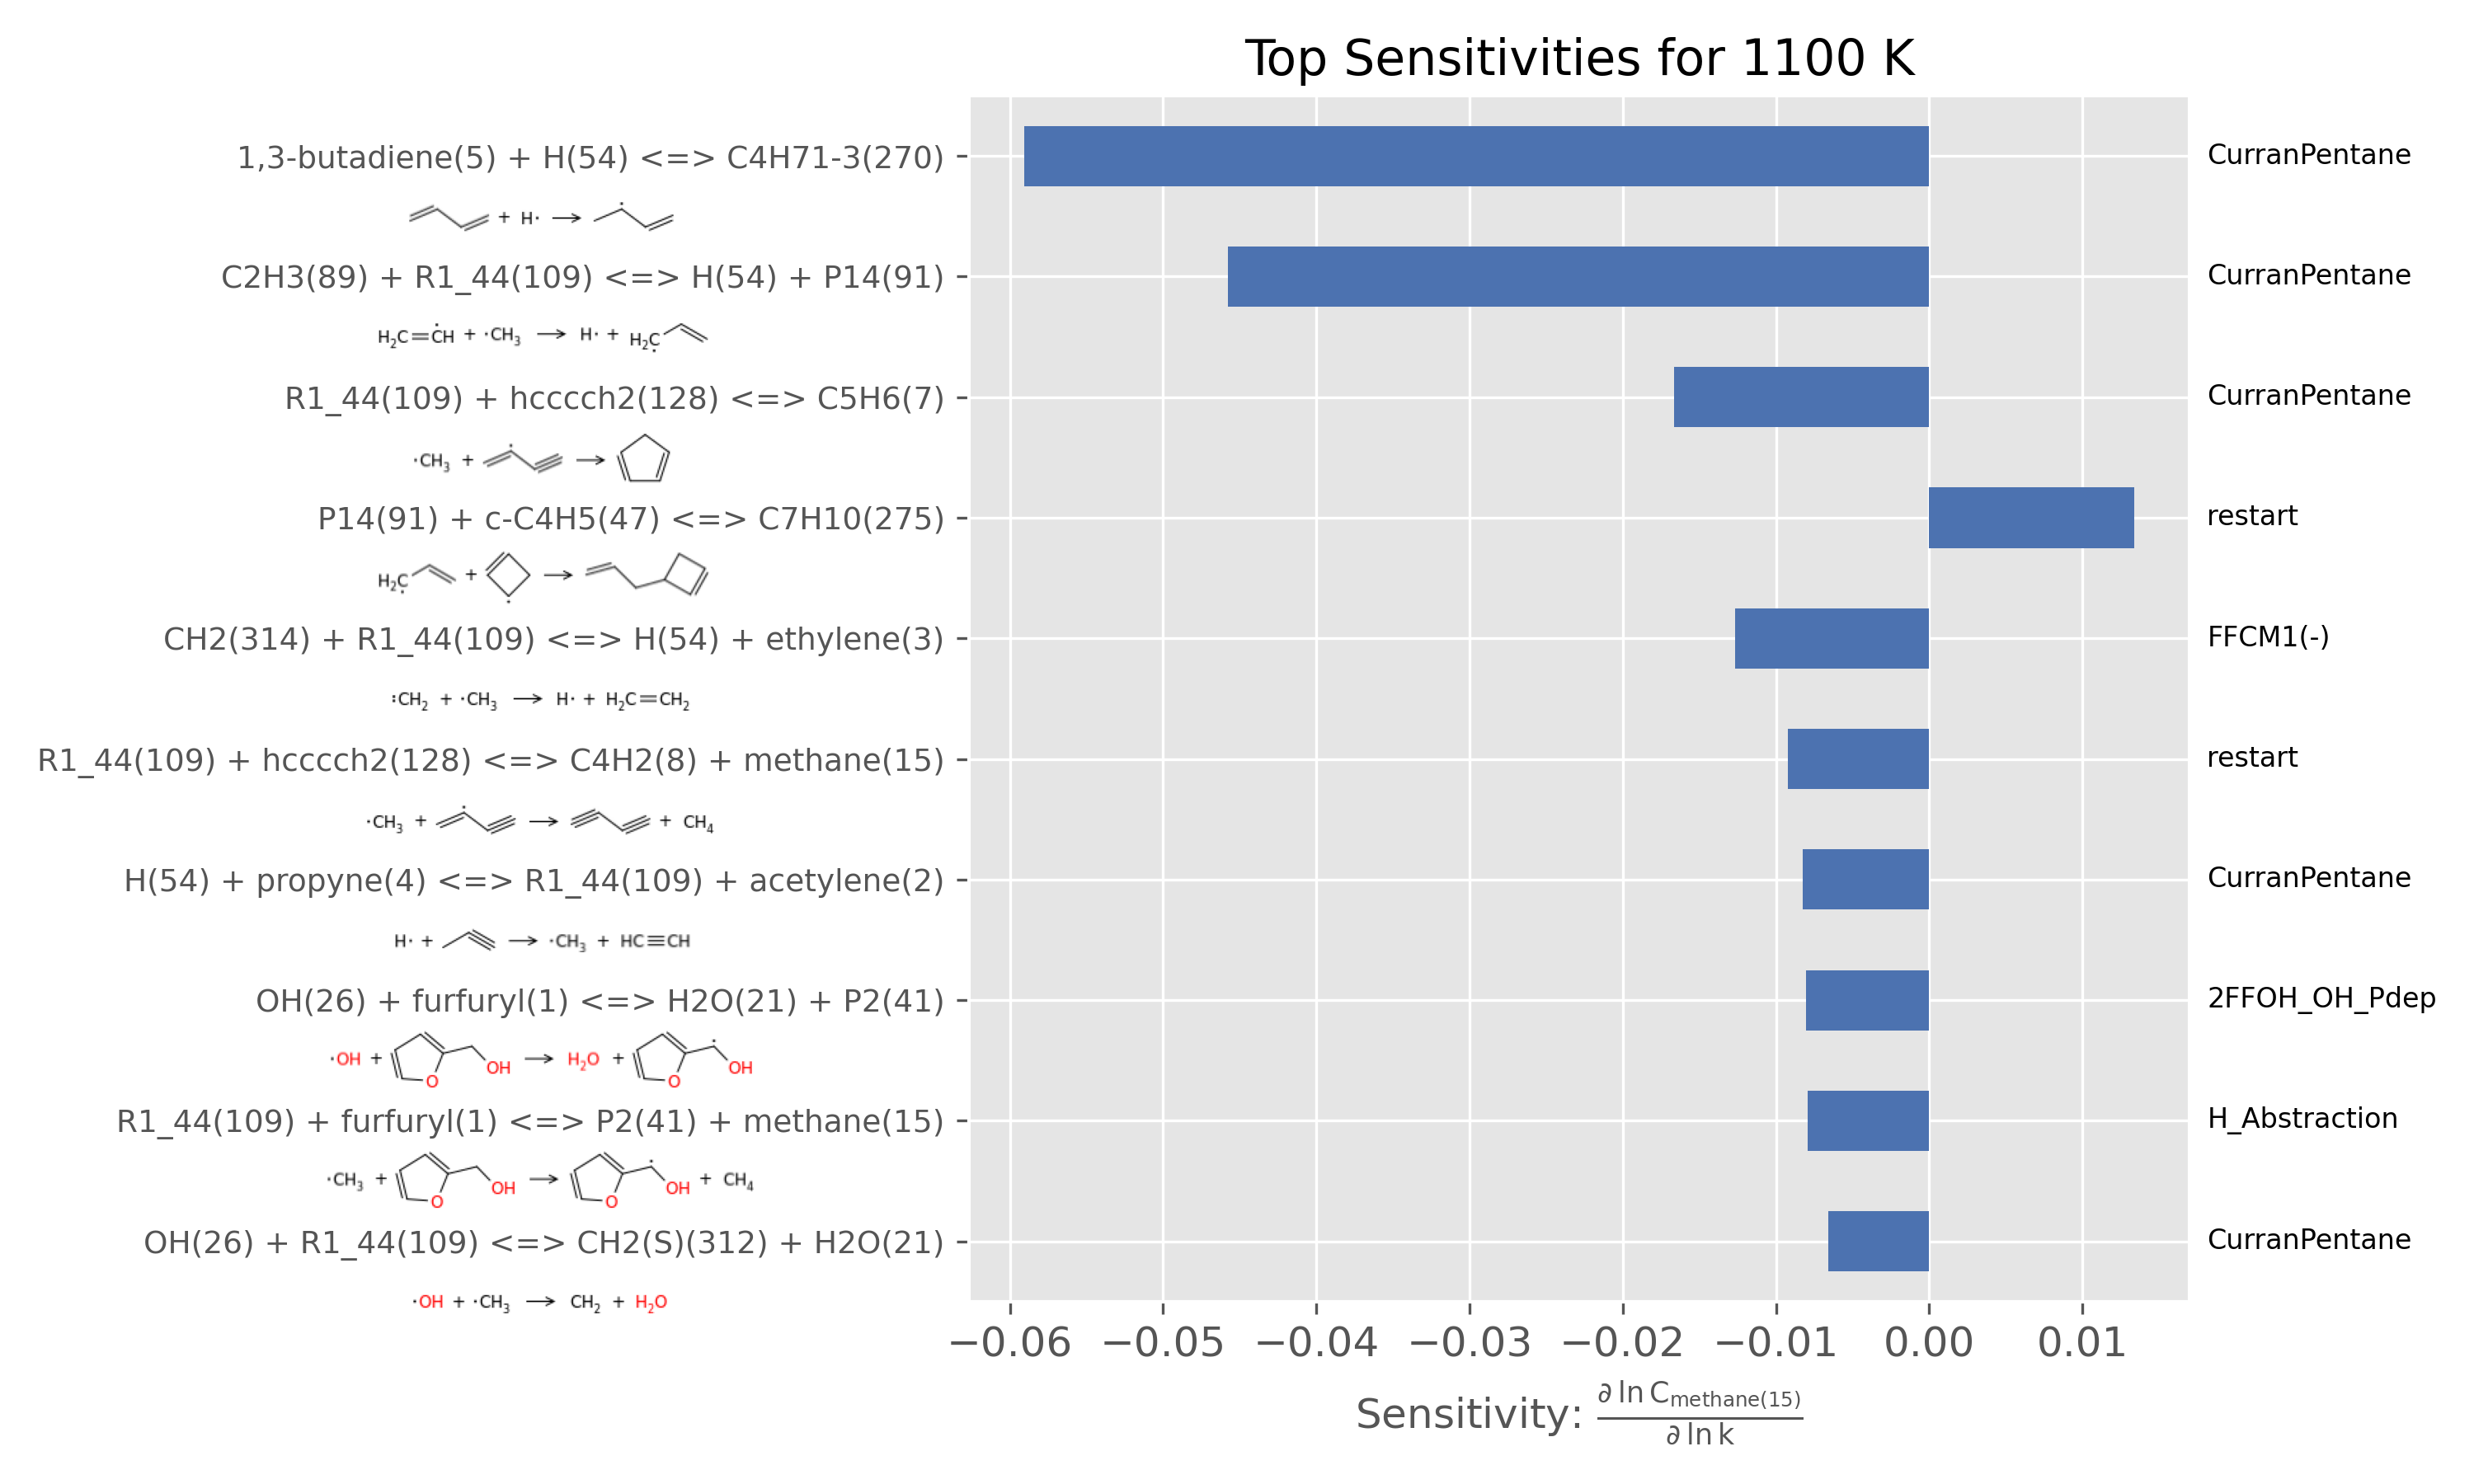 Top Sensitivities for 1100 K
1,3-butadiene(5) + H(54) <=> C4H71-3(270)
CurranPentane
+ H· →
C2H3(89) + R1_44(109) <=> H(54) + P14(91)
CurranPentane
H₂C=ĊH + ·CH₃ → H· + H₂Ċ
R1_44(109) + hcccch2(128) <=> C5H6(7)
CurranPentane
·CH₃ + →
P14(91) + c-C4H5(47) <=> C7H10(275)
restart
H₂Ċ + →
CH2(314) + R1_44(109) <=> H(54) + ethylene(3)
FFCM1(-)
:CH₂ + ·CH₃ → H· + H₂C=CH₂
R1_44(109) + hcccch2(128) <=> C4H2(8) + methane(15)
restart
·CH₃ + → + CH₄
H(54) + propyne(4) <=> R1_44(109) + acetylene(2)
CurranPentane
H· + → ·CH₃ + HC≡CH
OH(26) + furfuryl(1) <=> H2O(21) + P2(41)
2FFOH_OH_Pdep
·OH + O OH → H₂O + O OH
R1_44(109) + furfuryl(1) <=> P2(41) + methane(15)
H_Abstraction
·CH₃ + O OH → O OH + CH₄
OH(26) + R1_44(109) <=> CH2(S)(312) + H2O(21)
CurranPentane
·OH + ·CH₃ → CH₂ + H₂O
−0.06 −0.05 −0.04 −0.03 −0.02 −0.01 0.00 0.01
Sensitivity: ∂ ln C methane(15) / ∂ ln k